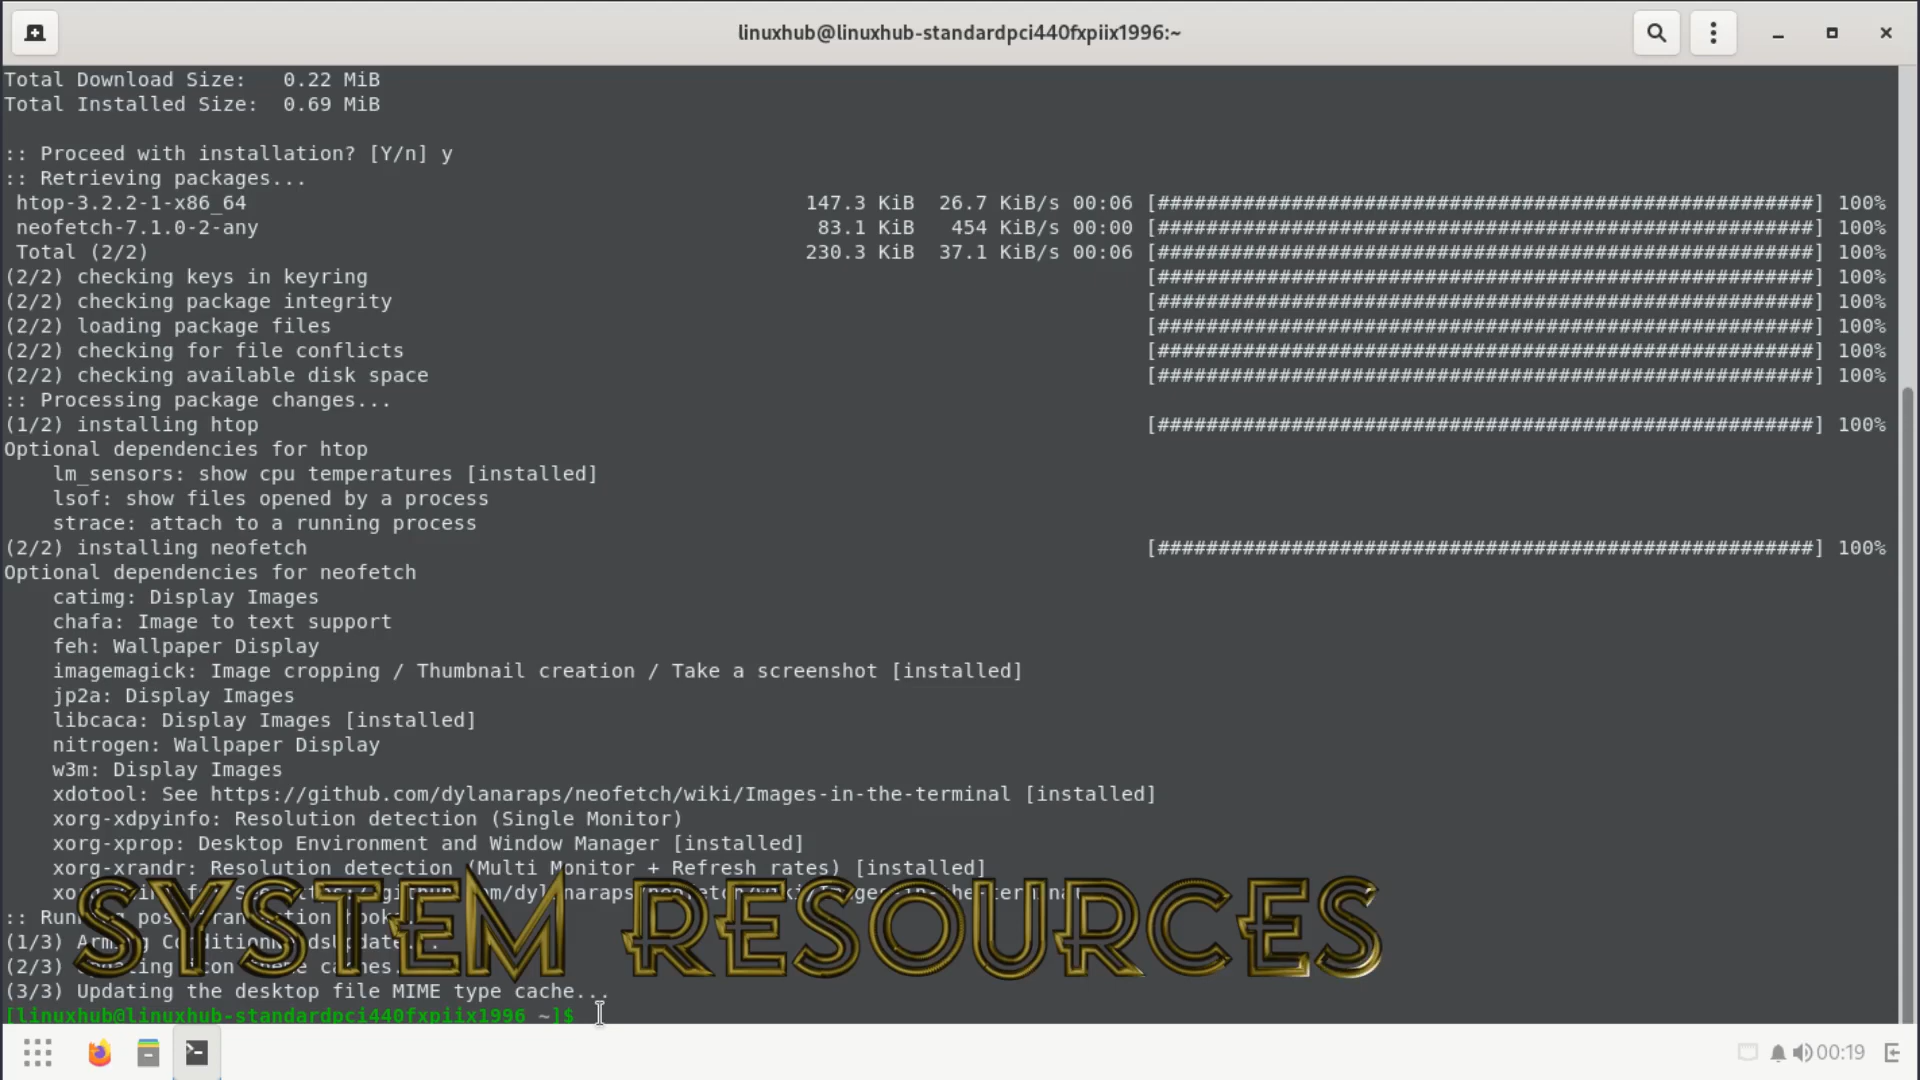 linuxhub@linuxhub-standardpci440fxpiix1996:~
Total Download Size:   0.22 MiB
Total Installed Size:  0.69 MiB
:: Proceed with installation? [Y/n] y
:: Retrieving packages...
htop-3.2.2-1-x86_64 147.3 KiB 26.7 KiB/s 00:06 [######################################################] 100%
neofetch-7.1.0-2-any 83.1 KiB 454 KiB/s 00:00 [######################################################] 100%
Total (2/2) 230.3 KiB 37.1 KiB/s 00:06 [######################################################] 100%
(2/2) checking keys in keyring [######################################################] 100%
(2/2) checking package integrity [######################################################] 100%
(2/2) loading package files [######################################################] 100%
(2/2) checking for file conflicts [######################################################] 100%
(2/2) checking available disk space [######################################################] 100%
:: Processing package changes...
(1/2) installing htop [######################################################] 100%
Optional dependencies for htop
lm_sensors: show cpu temperatures [installed]
lsof: show files opened by a process
strace: attach to a running process
(2/2) installing neofetch [######################################################] 100%
Optional dependencies for neofetch
catimg: Display Images
chafa: Image to text support
feh: Wallpaper Display
imagemagick: Image cropping / Thumbnail creation / Take a screenshot [installed]
jp2a: Display Images
libcaca: Display Images [installed]
nitrogen: Wallpaper Display
w3m: Display Images
xdotool: See https://github.com/dylanaraps/neofetch/wiki/Images-in-the-terminal [installed]
xorg-xdpyinfo: Resolution detection (Single Monitor)
xorg-xprop: Desktop Environment and Window Manager [installed]
xorg-xrandr: Resolution detection (Multi Monitor + Refresh rates) [installed]
SYSTEM RESOURCES
(1/3)
(2/3)
(3/3) Updating the desktop file MIME type cache...
[linuxhub@linuxhub-standardpci440fxpiix1996 ~]$
00:19